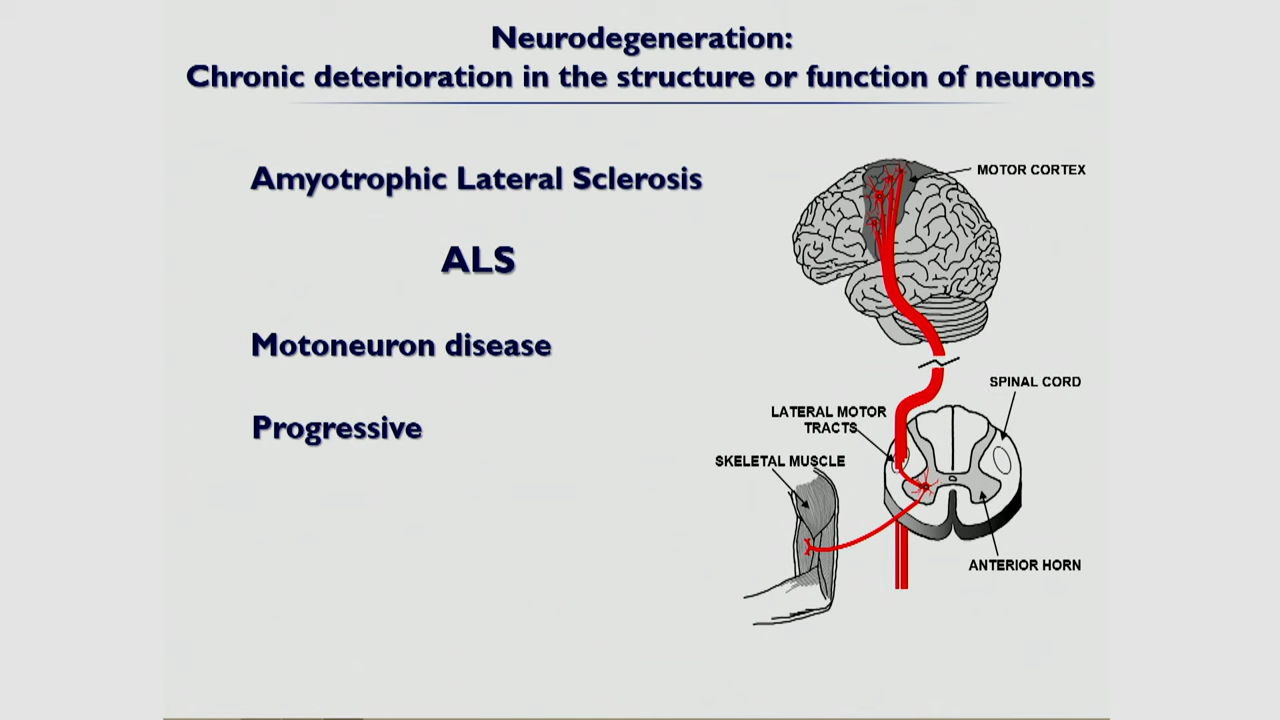 Neurodegeneration:
Chronic deterioration in the structure or function of neurons
Amyotrophic Lateral Sclerosis
ALS
Motoneuron disease
Progressive
MOTOR CORTEX
SPINAL CORD
LATERAL MOTOR
TRACTS
SKELETAL MUSCLE
ANTERIOR HORN